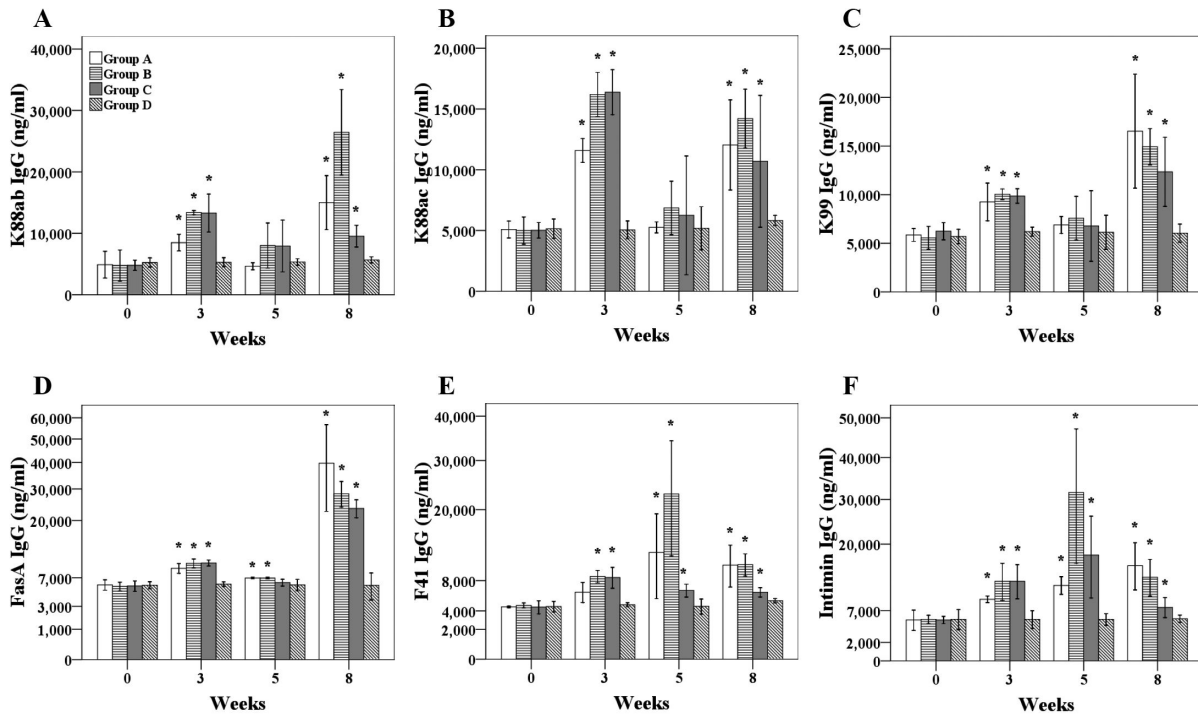 A
K88ab IgG (ng/ml)
40,000
30,000
20,000
10,000
0
Group A
Group B
Group C
Group D
* * *
* * *
0 3 5 8
Weeks
B
K88ac IgG (ng/ml)
20,000
15,000
10,000
5,000
0
* * *
* * *
0 3 5 8
Weeks
C
K99 IgG (ng/ml)
25,000
20,000
15,000
10,000
5,000
0
* * *
* * *
0 3 5 8
Weeks
D
FasA IgG (ng/ml)
60,000
50,000
40,000
30,000
20,000
7,000
3,000
1,000
0
* * *
* *
* * *
0 3 5 8
Weeks
E
F41 IgG (ng/ml)
40,000
30,000
20,000
8,000
4,000
2,000
0
* *
* * *
* * *
0 3 5 8
Weeks
F
Intimin IgG (ng/ml)
50,000
40,000
30,000
20,000
7,000
2,000
0
* * *
* * *
* * *
0 3 5 8
Weeks